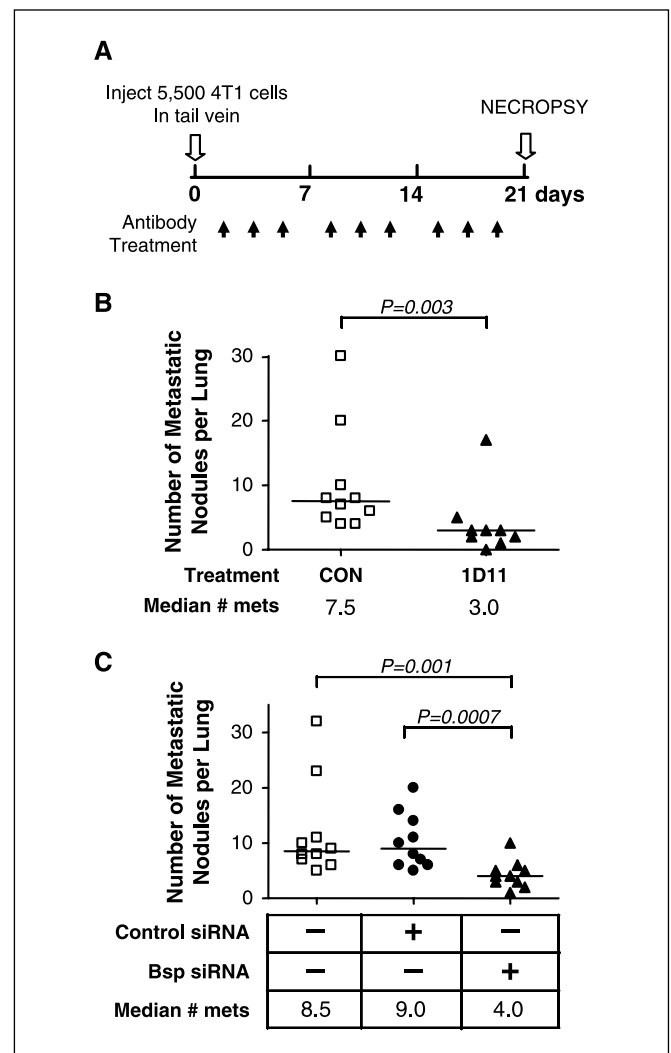 A
Inject 5,500 4T1 cells
In tail vein
NECROPSY
0 7 14 21 days
Antibody
Treatment
B
P=0.003
Number of Metastatic
Nodules per Lung
30
20
10
0
Treatment CON 1D11
Median # mets 7.5 3.0
C
P=0.001
P=0.0007
Number of Metastatic
Nodules per Lung
30
20
10
0
Control siRNA − + −
Bsp siRNA − − +
Median # mets 8.5 9.0 4.0